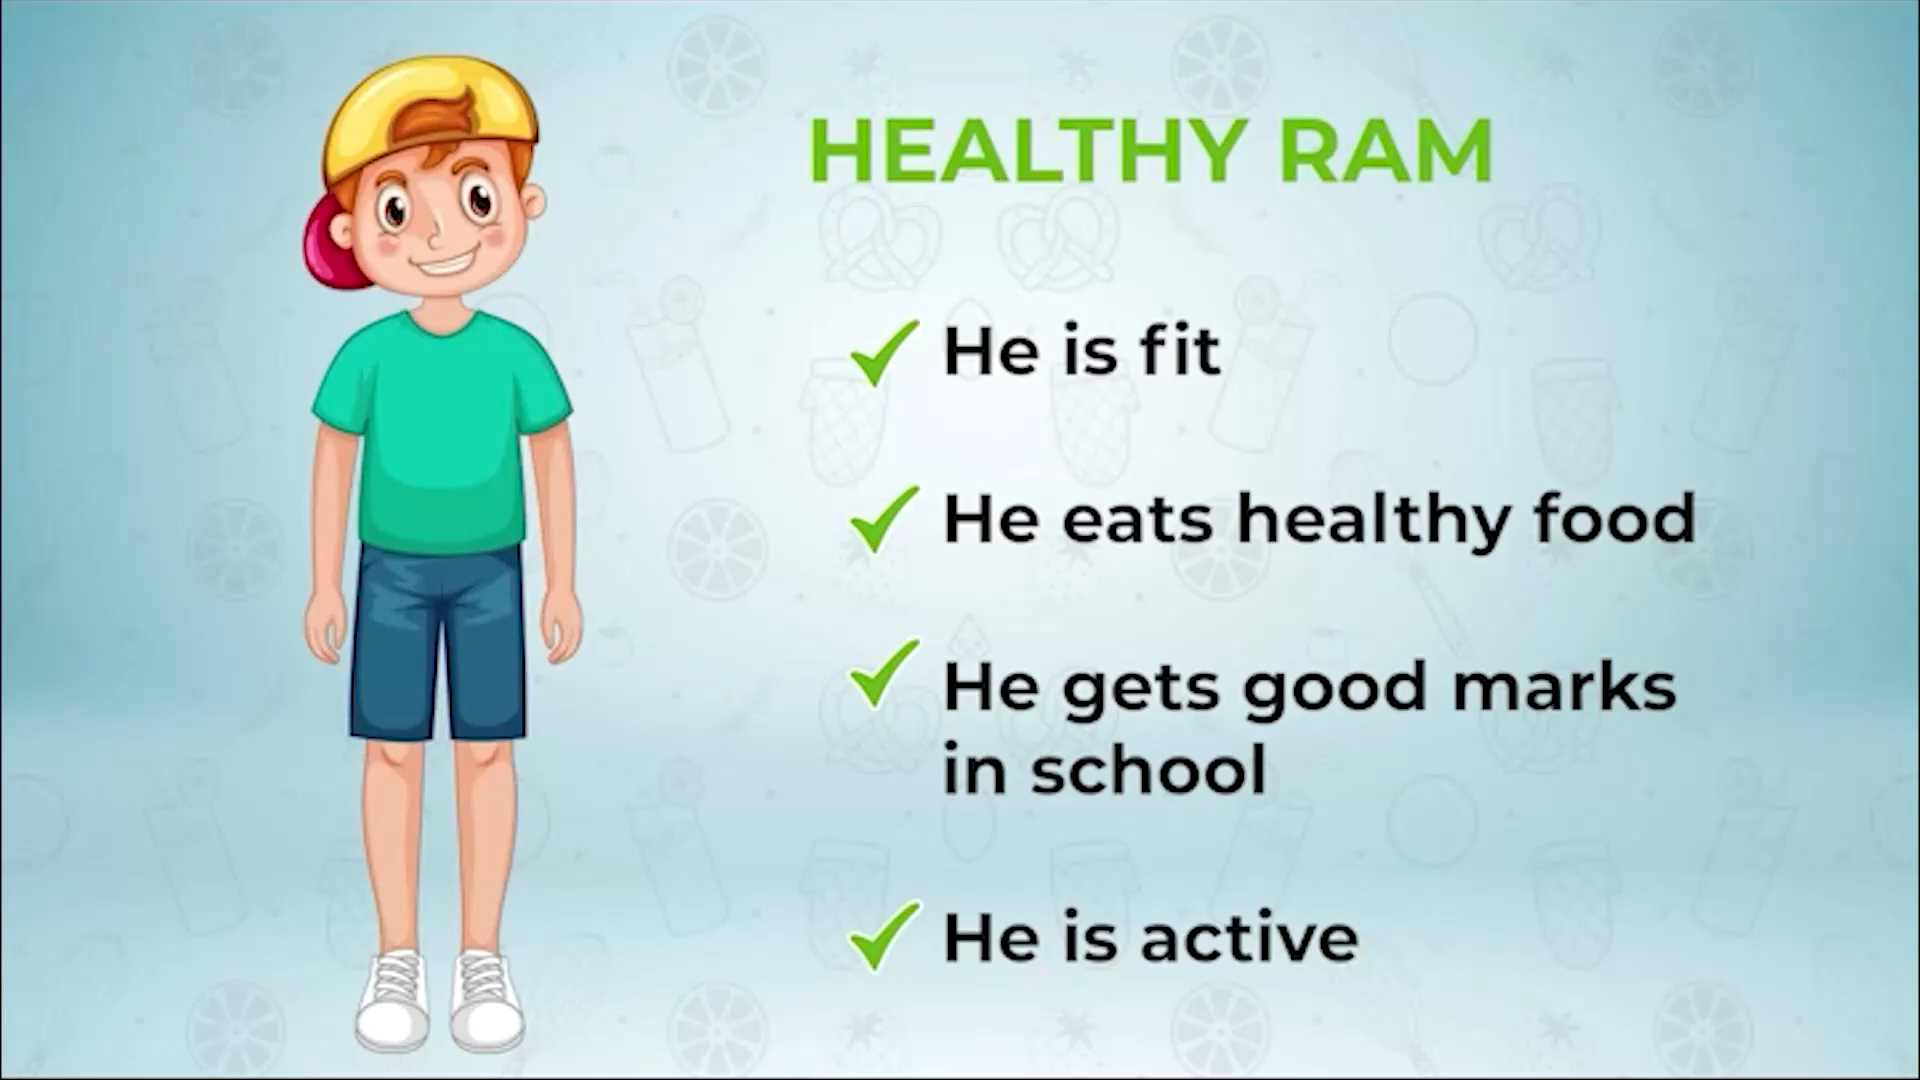 HEALTHY RAM
He is fit
He eats healthy food
He gets good marks
in school
He is active